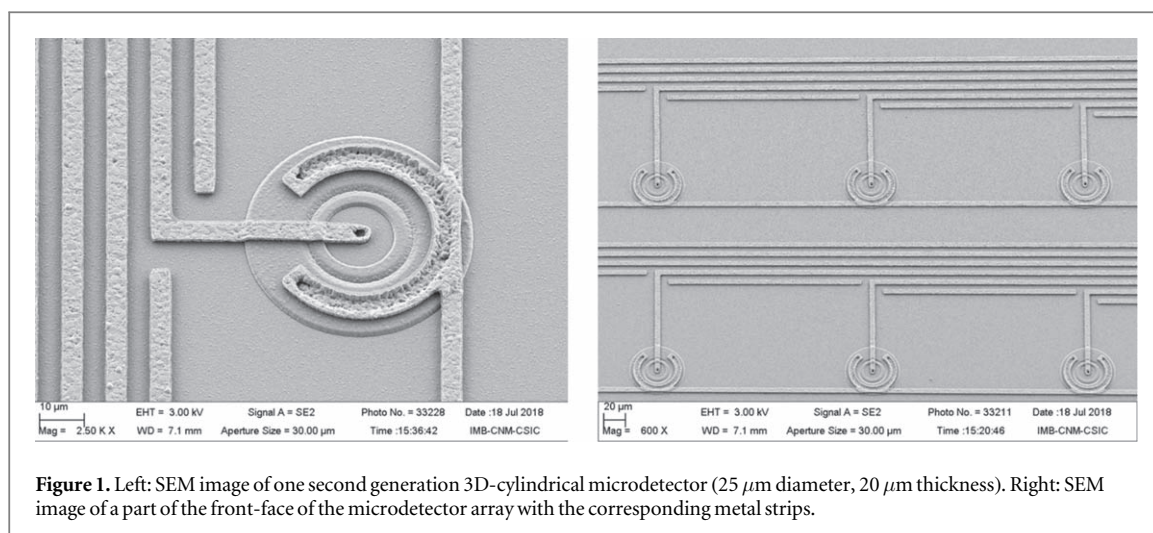 10 µm
Mag = 2.50 K X
EHT = 3.00 kV
WD = 7.1 mm
Signal A = SE2
Aperture Size = 30.00 µm
Photo No. = 33228
Time :15:36:42
Date :18 Jul 2018
IMB-CNM-CSIC
20 µm
Mag = 600 X
EHT = 3.00 kV
WD = 7.1 mm
Signal A = SE2
Aperture Size = 30.00 µm
Photo No. = 33211
Time :15:20:46
Date :18 Jul 2018
IMB-CNM-CSIC
Figure 1. Left: SEM image of one second generation 3D-cylindrical microdetector (25 µm diameter, 20 µm thickness). Right: SEM
image of a part of the front-face of the microdetector array with the corresponding metal strips.